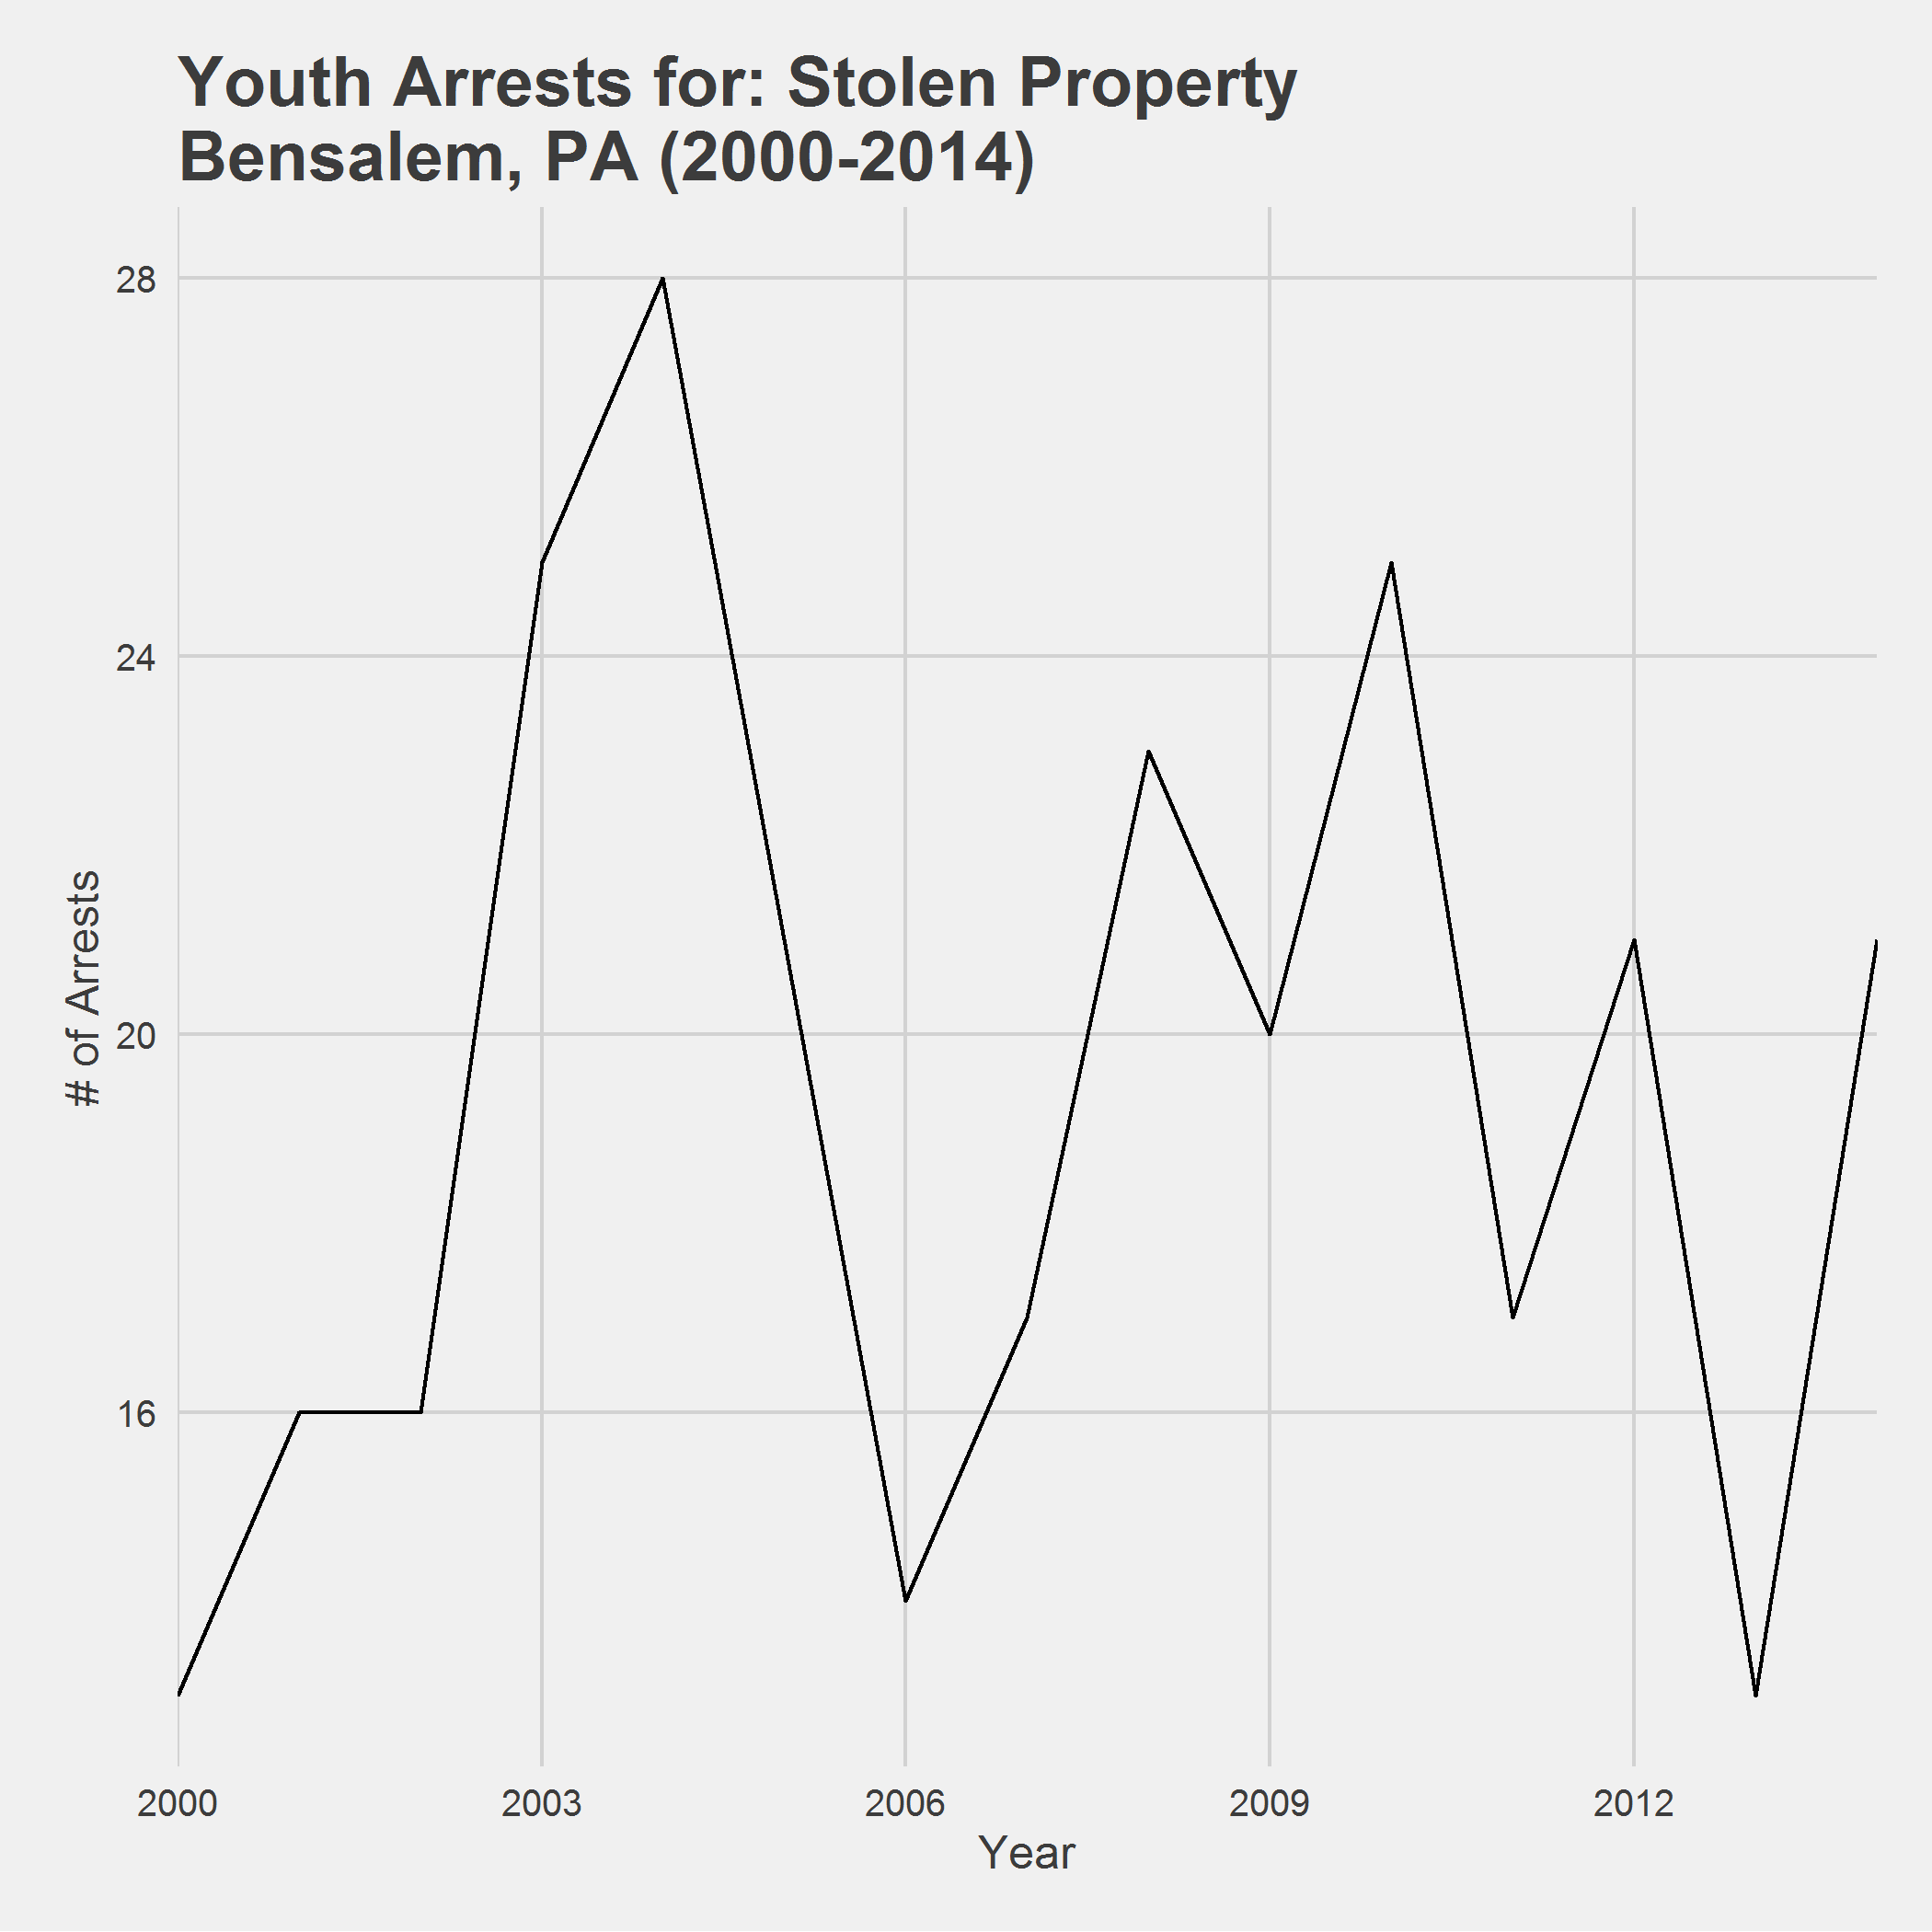 Youth Arrests for: Stolen Property
Bensalem, PA (2000-2014)
28
24
20
16
# of Arrests
2000 2003 2006 2009 2012
Year